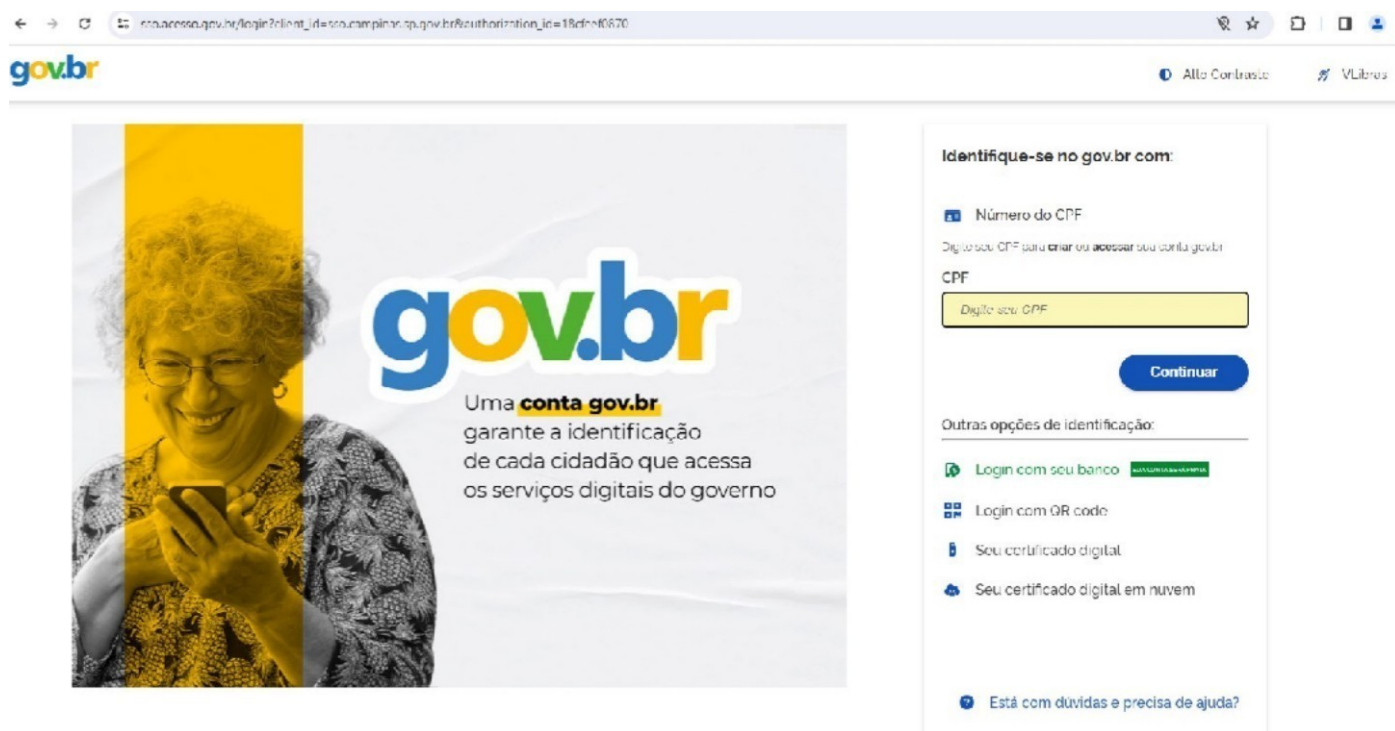 sso.acesso.gov.br/login?client_id=sso.campinas.sp.gov.br&authorization_id=18cfeef0870
gov.br
Alto Contraste
VLibras
gov.br
Uma conta gov.br
garante a identificação
de cada cidadão que acessa
os serviços digitais do governo
Identifique-se no gov.br com:
Número do CPF
Digite seu CPF para criar ou acessar sua conta gov.br
CPF
Digite seu CPF
Continuar
Outras opções de identificação:
Login com seu banco
Login com QR code
Seu certificado digital
Seu certificado digital em nuvem
Está com dúvidas e precisa de ajuda?